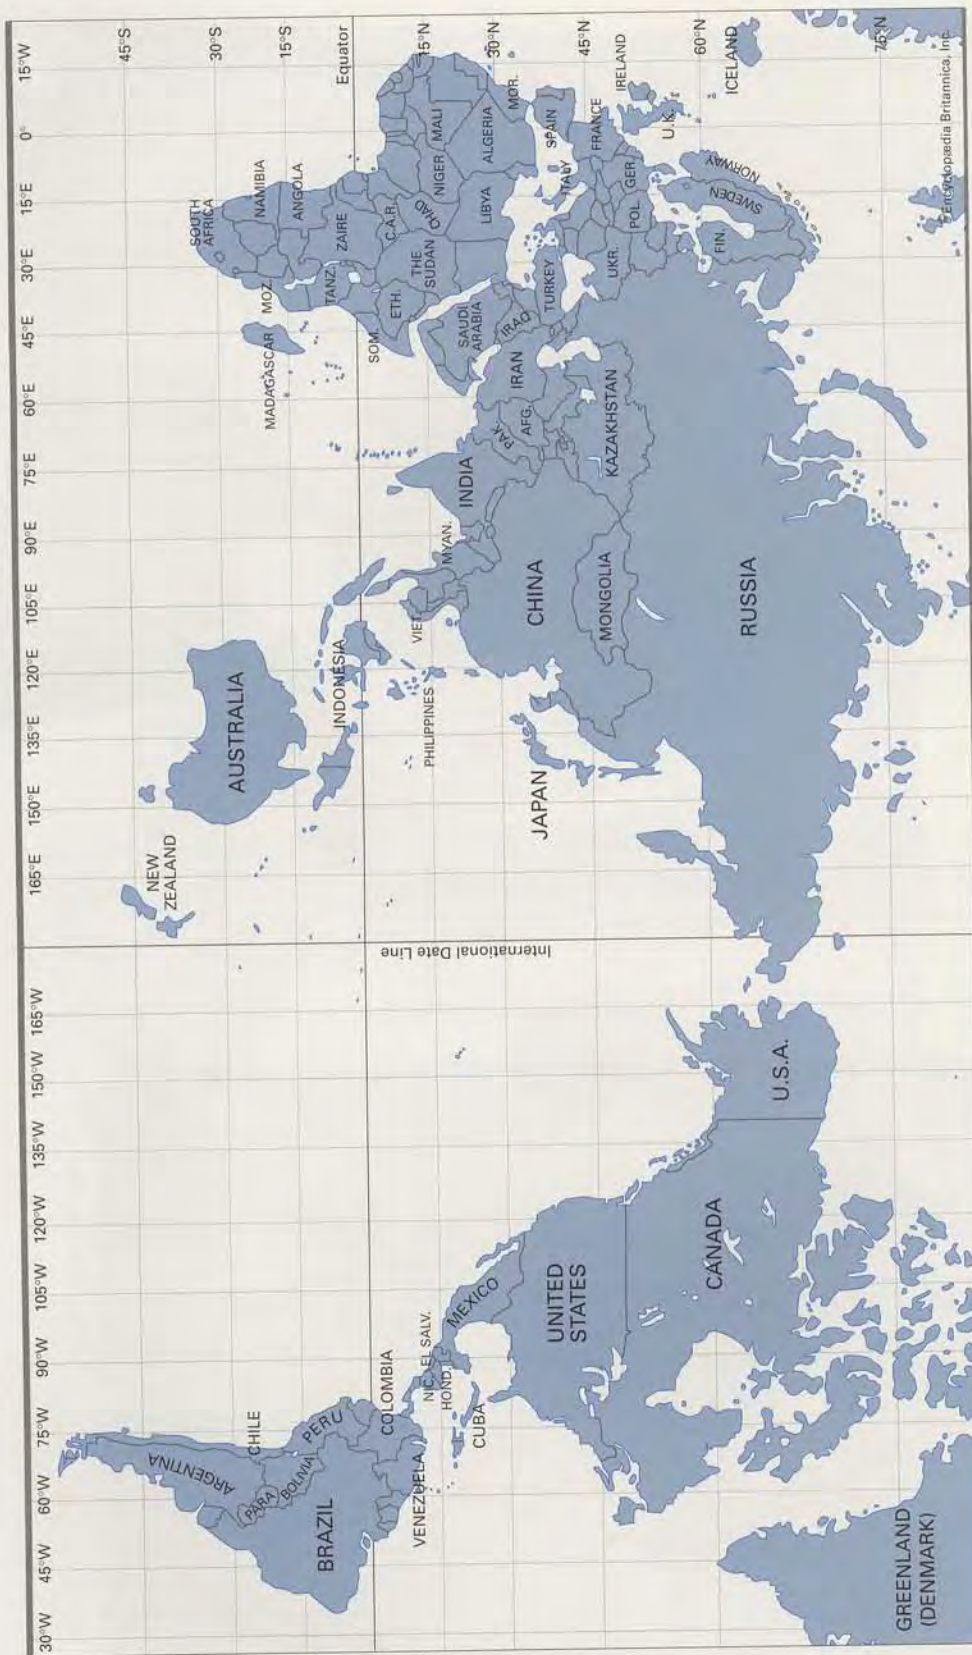 30°W
45°W
60°W
75°W
90°W
105°W
120°W
135°W
150°W
165°W
165°E
150°E
135°E
120°E
105°E
90°E
75°E
60°E
45°E
30°E
15°E
0°
15°W
45°S
30°S
15°S
Equator
15°N
30°N
45°N
60°N
75°N
International Date Line
ARGENTINA
CHILE
PARA.
BOLIVIA
PERU
BRAZIL
COLOMBIA
VENEZUELA
NIC.
EL SALV.
HOND.
CUBA
MEXICO
UNITED
STATES
CANADA
U.S.A.
GREENLAND
(DENMARK)
NEW
ZEALAND
AUSTRALIA
INDONESIA
PHILIPPINES
JAPAN
VIET.
MYAN.
INDIA
CHINA
MONGOLIA
RUSSIA
KAZAKHSTAN
PAK.
AFG.
IRAN
IRAQ
SAUDI
ARABIA
TURKEY
MADAGASCAR
MOZ.
SOUTH
AFRICA
NAMIBIA
ANGOLA
ZAIRE
TANZ.
SOM.
ETH.
THE
SUDAN
C.A.R.
CHAD
NIGER
MALI
LIBYA
ALGERIA
MOR.
SPAIN
ITALY
FRANCE
GER.
POL.
UKR.
IRELAND
U.K.
ICELAND
NORWAY
SWEDEN
FIN.
©Encyclopædia Britannica, Inc.